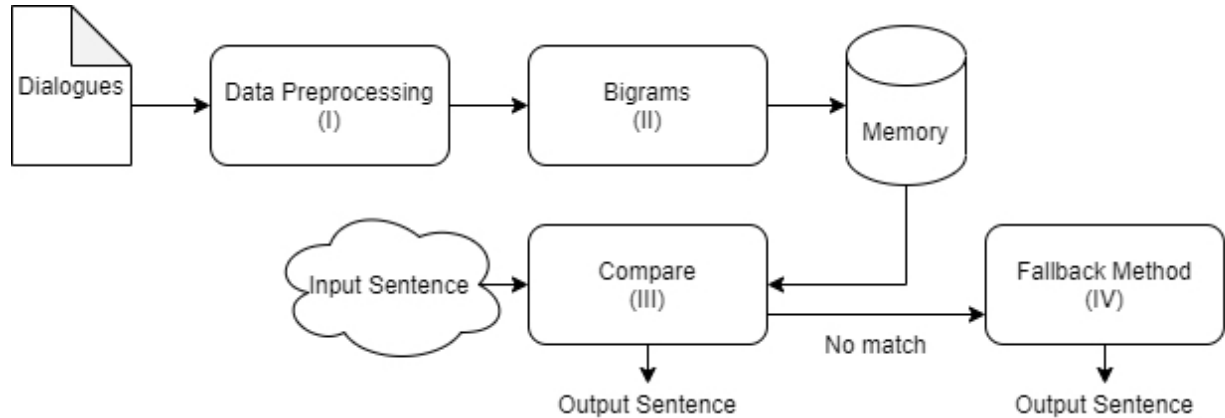 Dialogues
Data Preprocessing
(I)
Bigrams
(II)
Memory
Input Sentence
Compare
(III)
No match
Fallback Method
(IV)
Output Sentence
Output Sentence